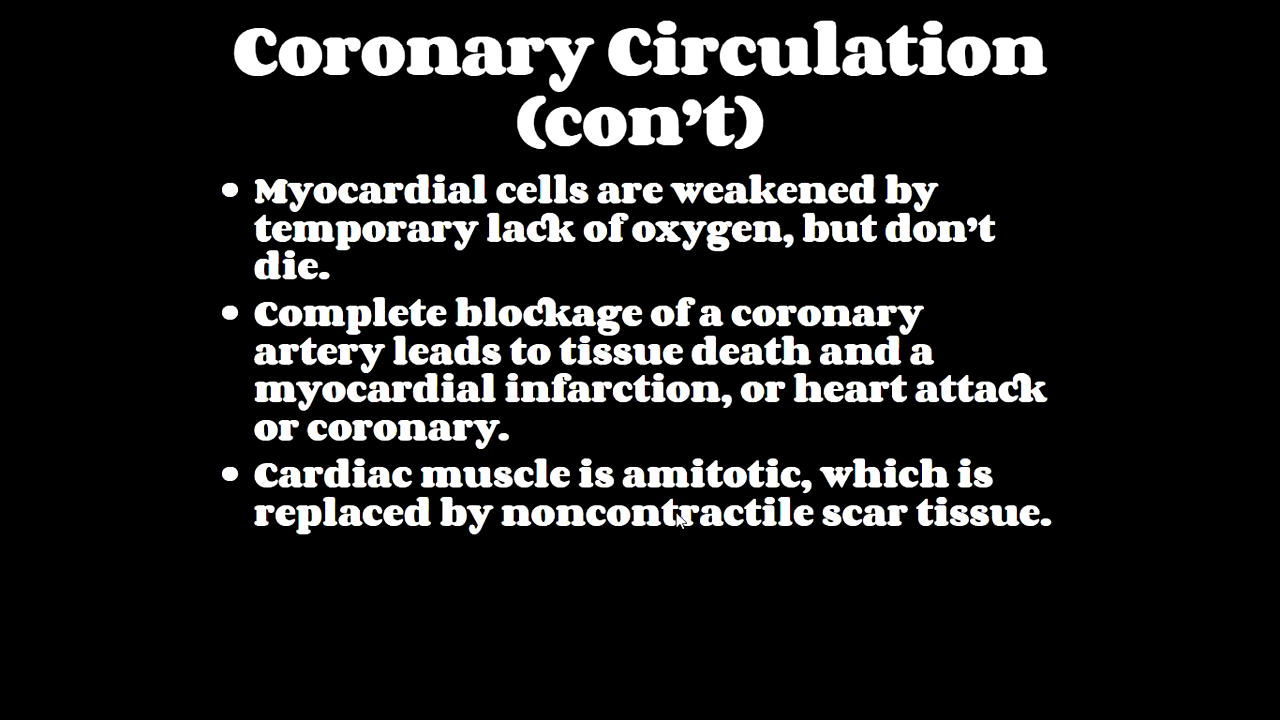 Coronary Circulation
(con’t)
• Myocardial cells are weakened by
temporary lack of oxygen, but don’t
die.
• Complete blockage of a coronary
artery leads to tissue death and a
myocardial infarction, or heart attack
or coronary.
• Cardiac muscle is amitotic, which is
replaced by noncontractile scar tissue.